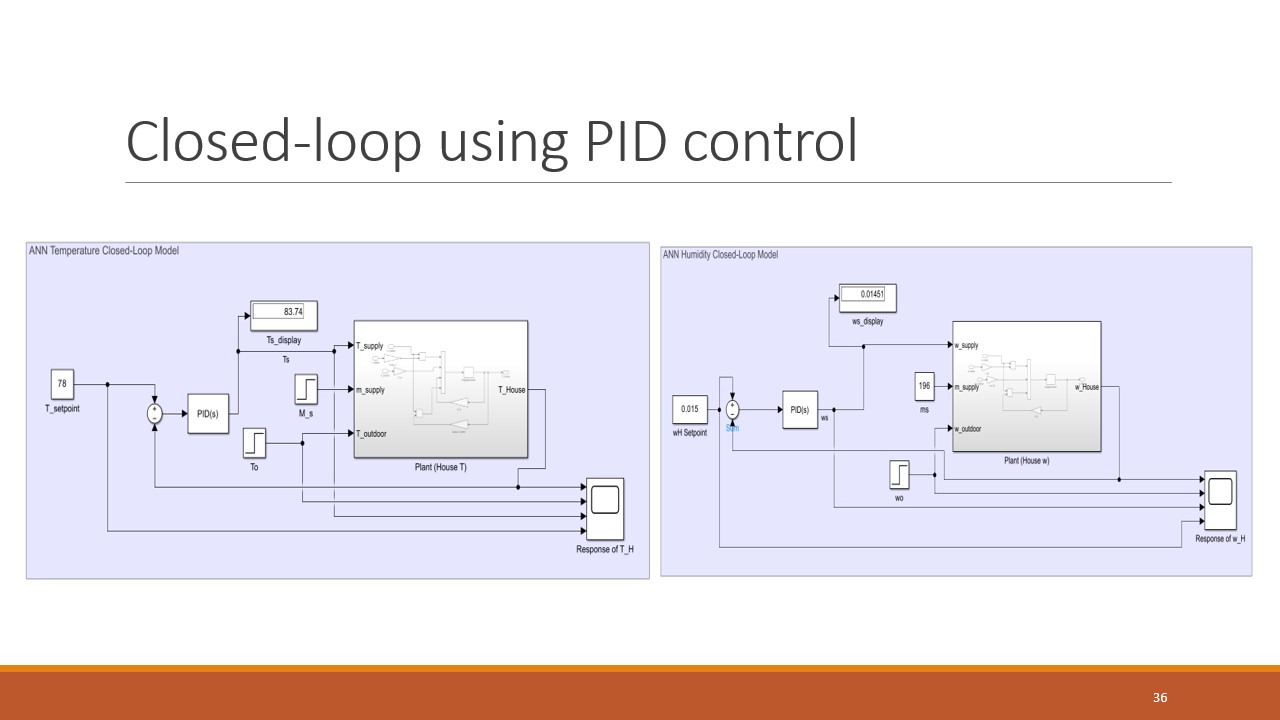 Closed-loop using PID control
ANN Temperature Closed-Loop Model
83.74
Ts_display
Ts
T_supply
78
T_setpoint
PID(s)
M_s
m_supply
T_House
To
T_outdoor
Plant (House T)
Response of T_H
ANN Humidity Closed-Loop Model
0.01451
ws_display
w_supply
0.015
wH Setpoint
Sum
PID(s)
ws
196
ms
m_supply
w_House
w_outdoor
wo
Plant (House w)
Response of w_H
36